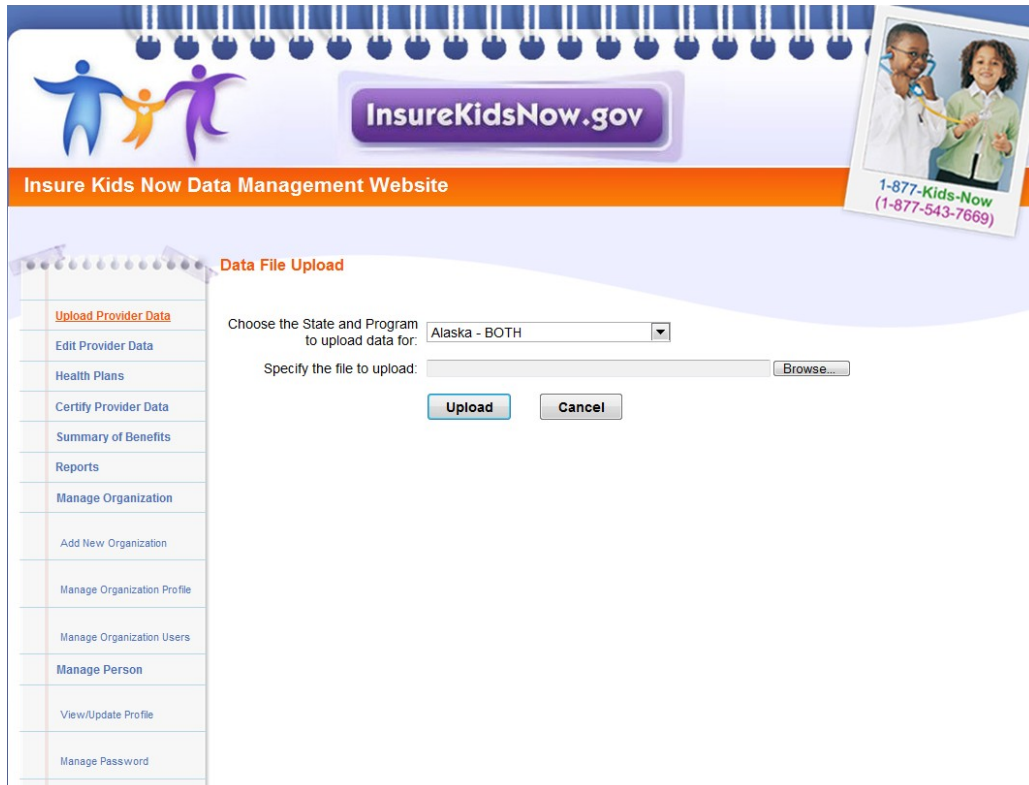 InsureKidsNow.gov
Insure Kids Now Data Management Website
1-877-Kids-Now
(1-877-543-7669)
Data File Upload
Upload Provider Data
Edit Provider Data
Health Plans
Certify Provider Data
Summary of Benefits
Reports
Manage Organization
Add New Organization
Manage Organization Profile
Manage Organization Users
Manage Person
View/Update Profile
Manage Password
Choose the State and Program
to upload data for:
Alaska - BOTH
Specify the file to upload:
Browse...
Upload
Cancel